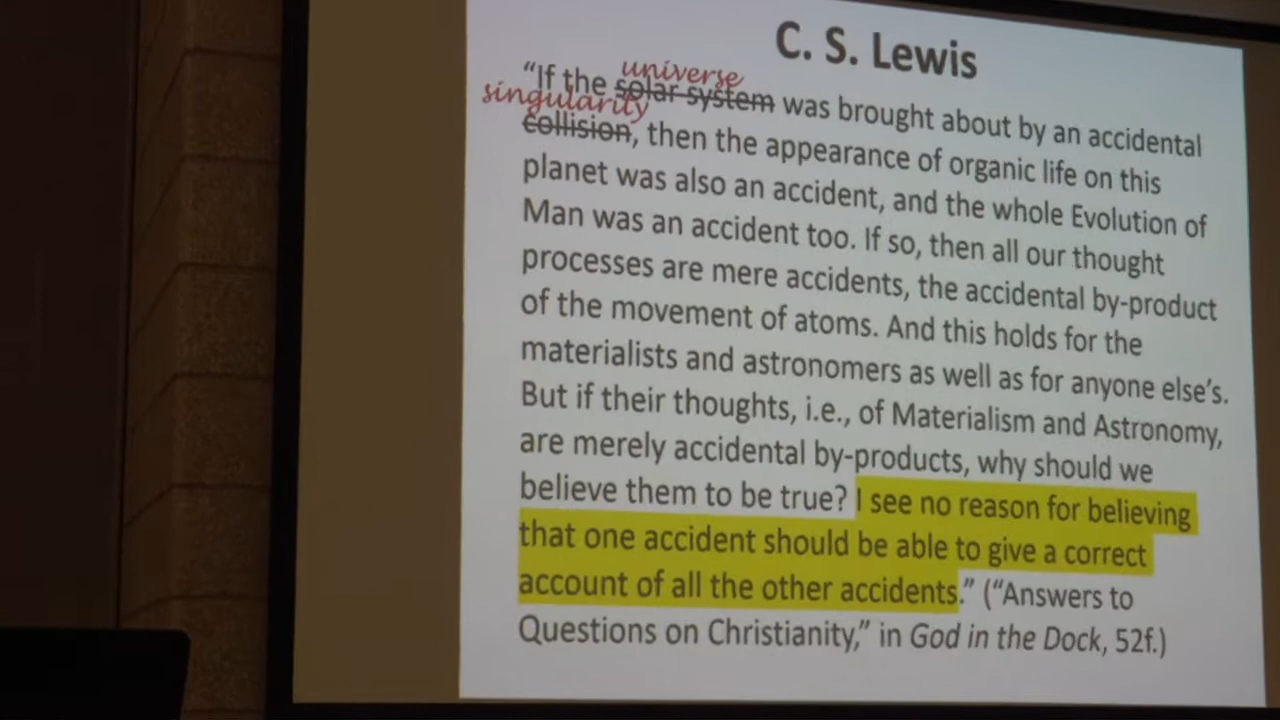 C. S. Lewis
universe
"If the solar system was brought about by an accidental
singularity
collision, then the appearance of organic life on this
planet was also an accident, and the whole Evolution of
Man was an accident too. If so, then all our thought
processes are mere accidents, the accidental by-product
of the movement of atoms. And this holds for the
materialists and astronomers as well as for anyone else's.
But if their thoughts, i.e., of Materialism and Astronomy,
are merely accidental by-products, why should we
believe them to be true? I see no reason for believing
that one accident should be able to give a correct
account of all the other accidents." ("Answers to
Questions on Christianity," in God in the Dock, 52f.)